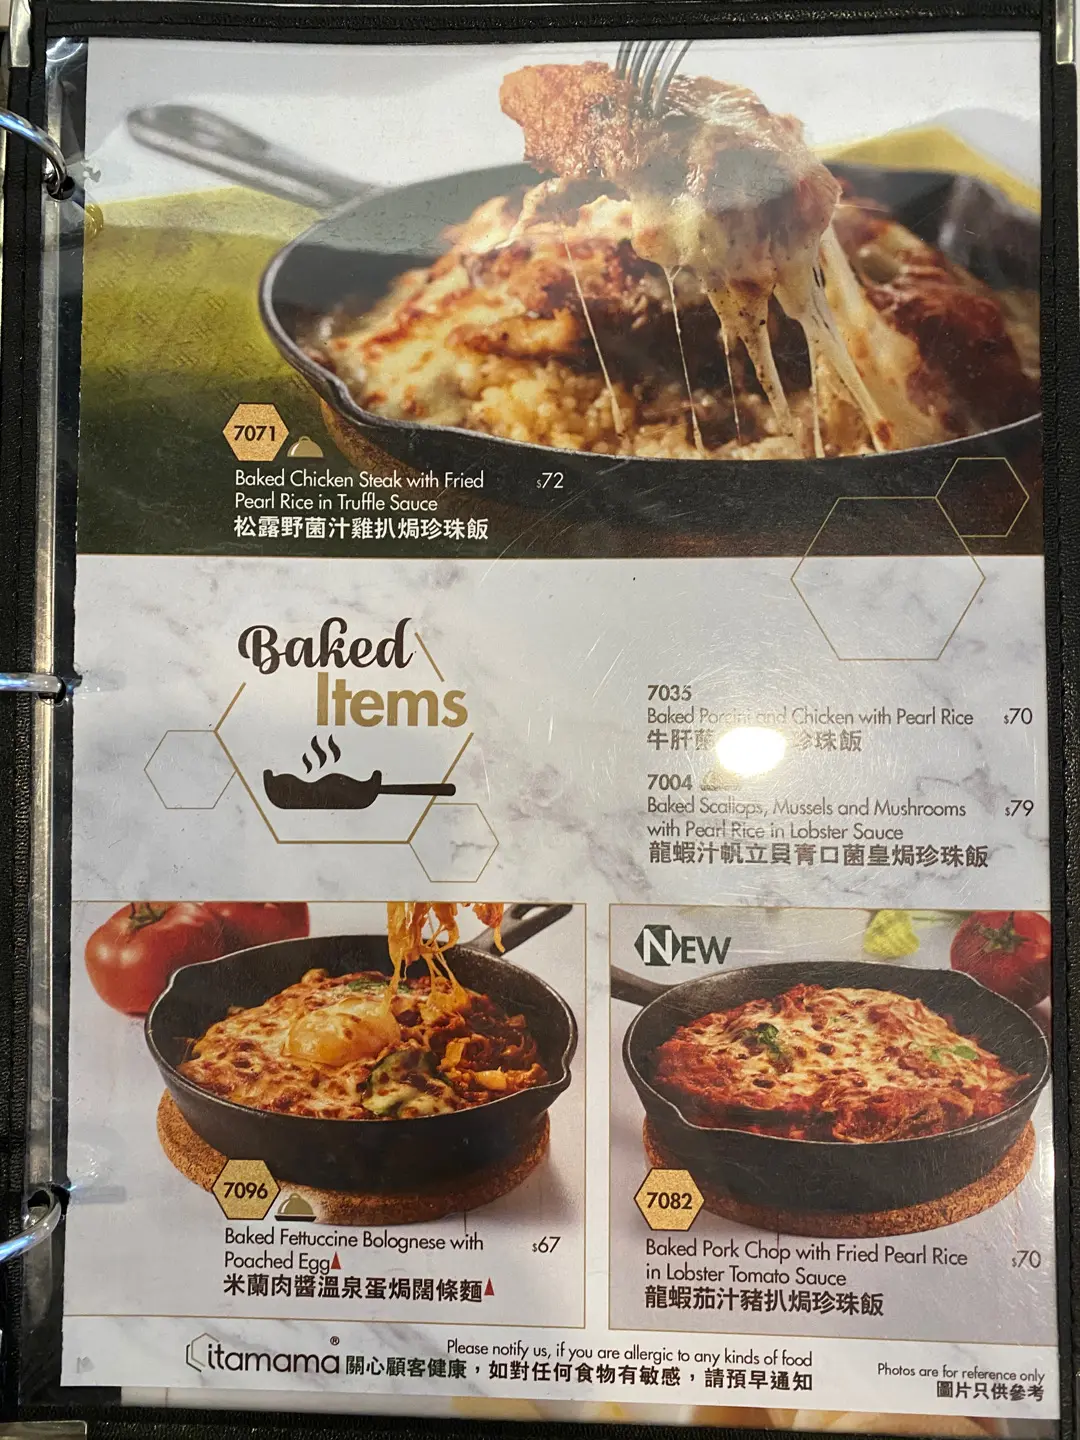 7071
Baked Chicken Steak with Fried $72
Pearl Rice in Truffle Sauce
松露野菌汁雞扒焗珍珠飯
Baked
Items
7035
Baked Porcini and Chicken with Pearl Rice $70
牛肝菌 珍珠飯
7004
Baked Scallops, Mussels and Mushrooms $79
with Pearl Rice in Lobster Sauce
龍蝦汁帆立貝青口菌皇焗珍珠飯
7096
Baked Fettuccine Bolognese with $67
Poached Egg
米蘭肉醬溫泉蛋焗闊條麵
NEW
7082
Baked Pork Chop with Fried Pearl Rice $70
in Lobster Tomato Sauce
龍蝦茄汁豬扒焗珍珠飯
itamama®
Please notify us, if you are allergic to any kinds of food
關心顧客健康，如對任何食物有敏感，請預早通知
Photos are for reference only
圖片只供參考